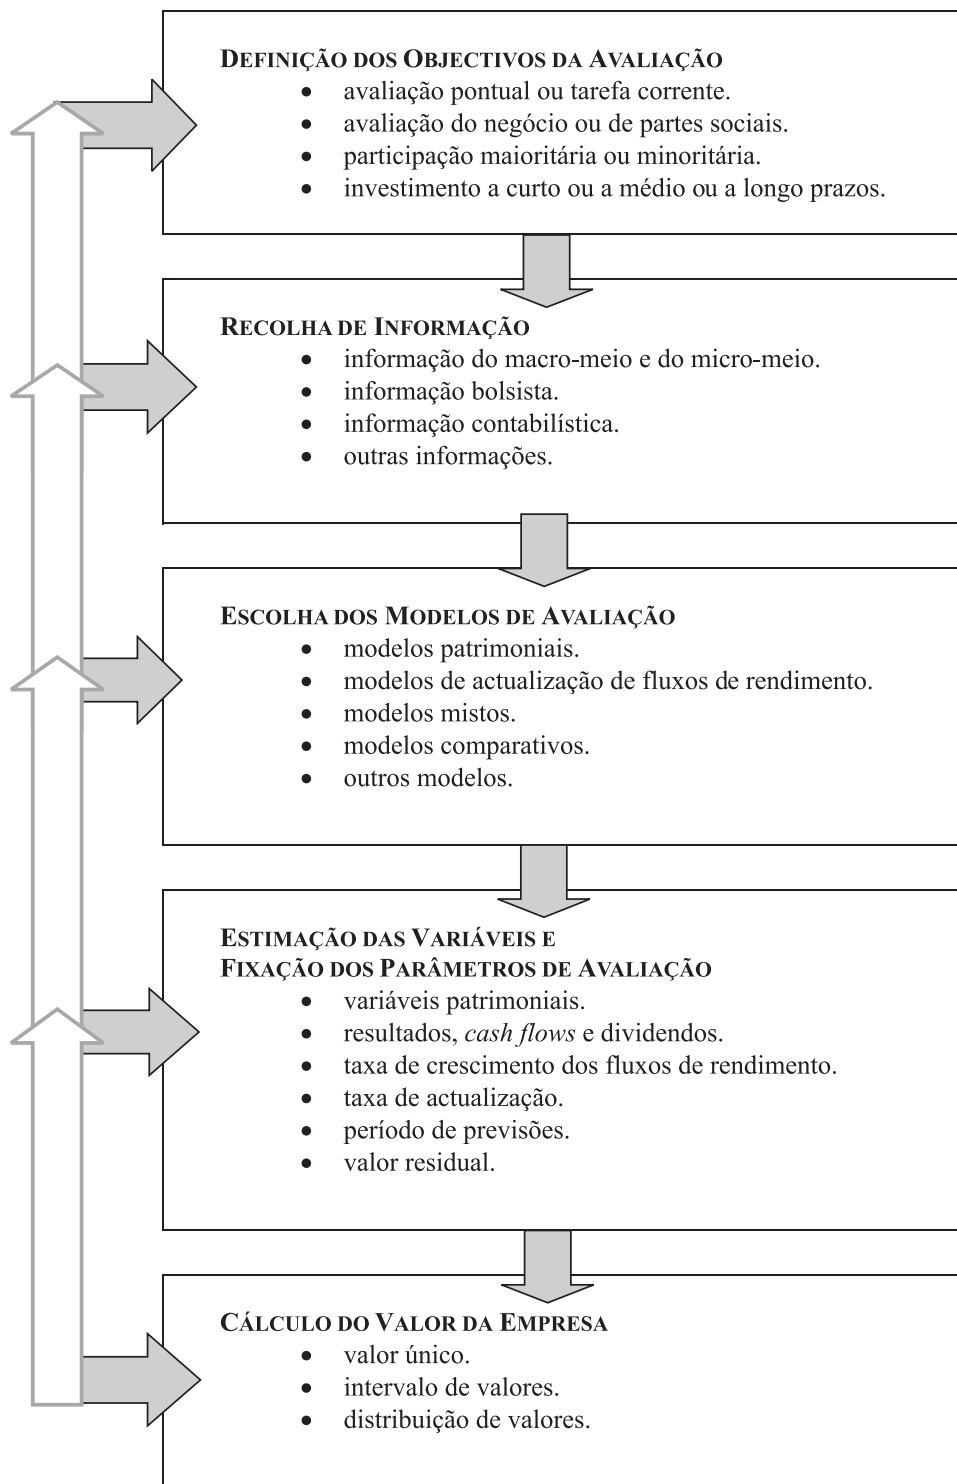 DEFINIÇÃO DOS OBJECTIVOS DA AVALIAÇÃO
• avaliação pontual ou tarefa corrente.
• avaliação do negócio ou de partes sociais.
• participação maioritária ou minoritária.
• investimento a curto ou a médio ou a longo prazos.
RECOLHA DE INFORMAÇÃO
• informação do macro-meio e do micro-meio.
• informação bolsista.
• informação contabilística.
• outras informações.
ESCOLHA DOS MODELOS DE AVALIAÇÃO
• modelos patrimoniais.
• modelos de actualização de fluxos de rendimento.
• modelos mistos.
• modelos comparativos.
• outros modelos.
ESTIMAÇÃO DAS VARIÁVEIS E
FIXAÇÃO DOS PARÂMETROS DE AVALIAÇÃO
• variáveis patrimoniais.
• resultados, cash flows e dividendos.
• taxa de crescimento dos fluxos de rendimento.
• taxa de actualização.
• período de previsões.
• valor residual.
CÁLCULO DO VALOR DA EMPRESA
• valor único.
• intervalo de valores.
• distribuição de valores.